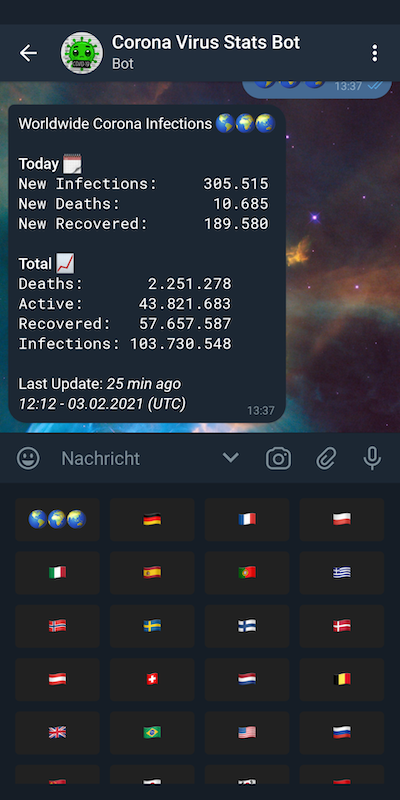 Corona Virus Stats Bot
Bot
13:37
Worldwide Corona Infections
Today
New Infections: 305.515
New Deaths: 10.685
New Recovered: 189.580
Total
Deaths: 2.251.278
Active: 43.821.683
Recovered: 57.657.587
Infections: 103.730.548
Last Update: 25 min ago
12:12 - 03.02.2021 (UTC)
13:37
Nachricht